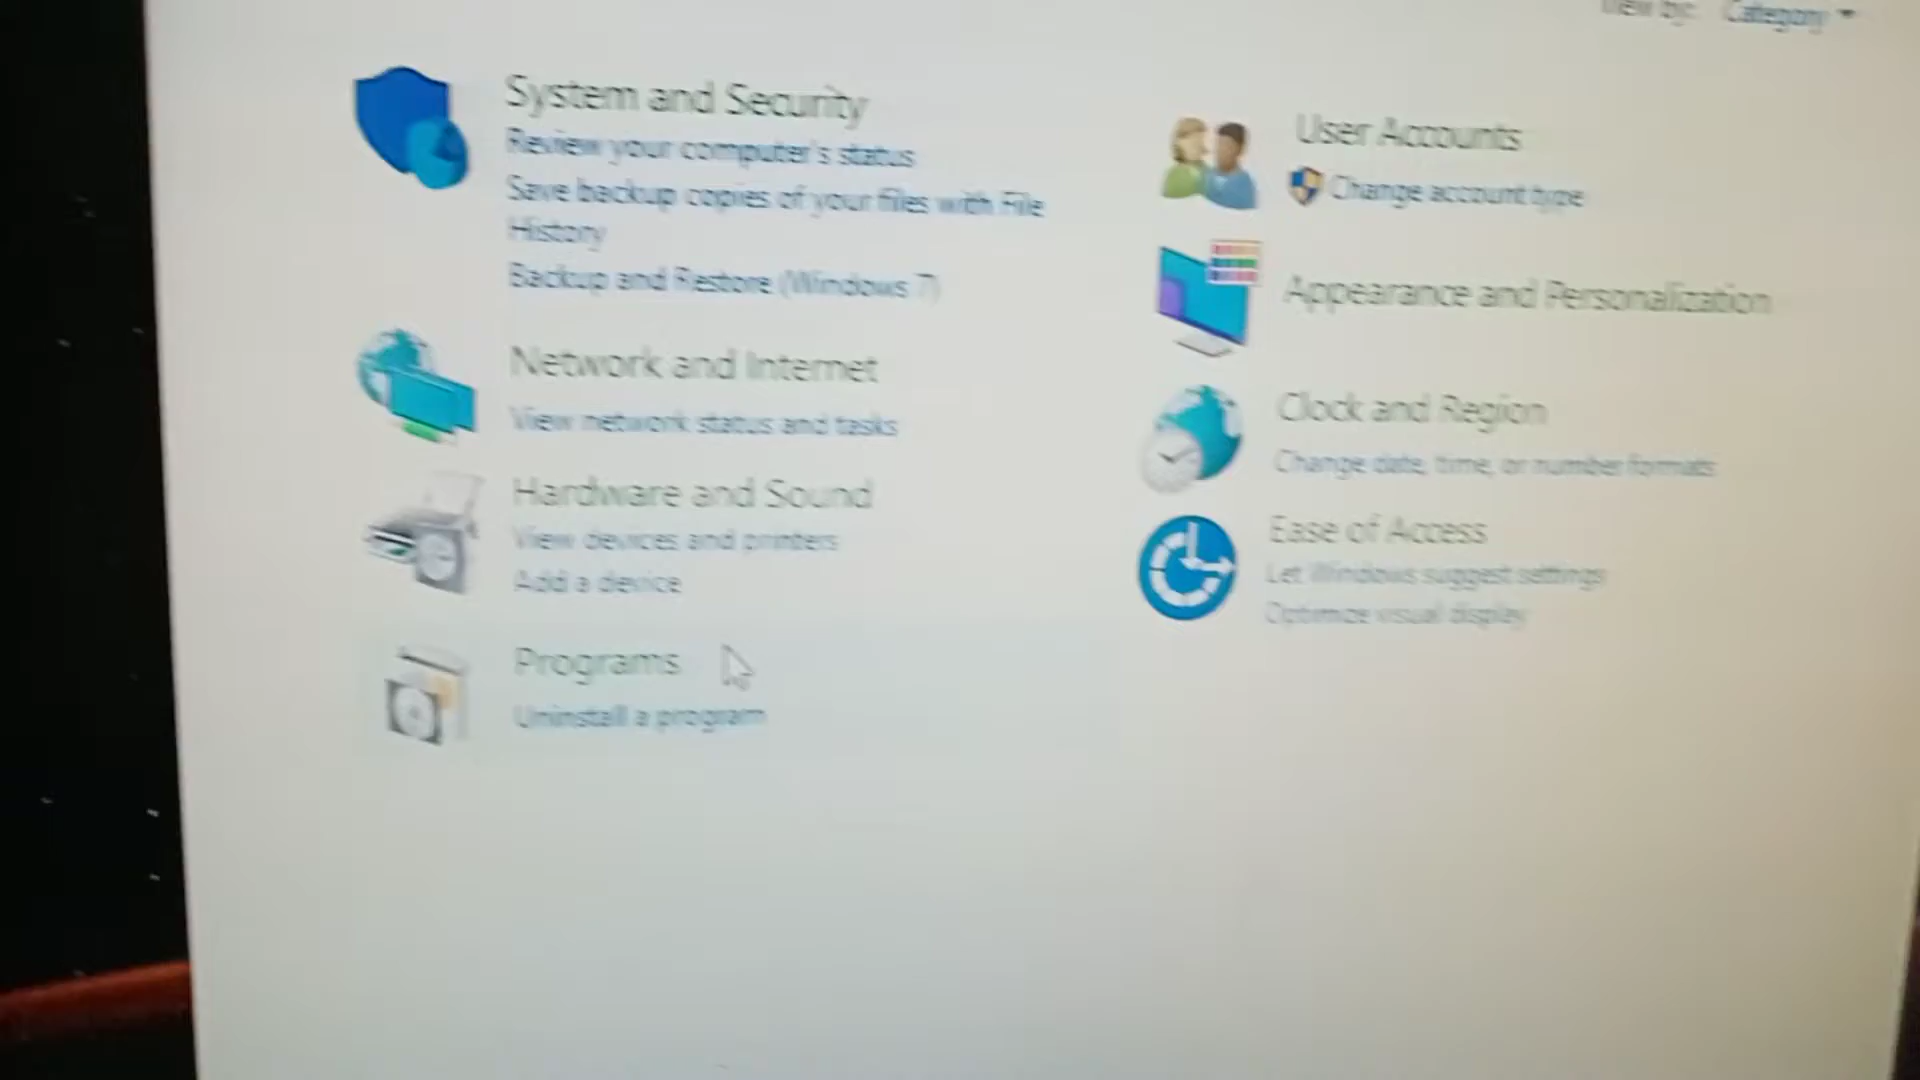 View by: Category
System and Security
Review your computer's status
Save backup copies of your files with File
History
Backup and Restore (Windows 7)
Network and Internet
View network status and tasks
Hardware and Sound
View devices and printers
Add a device
Programs
Uninstall a program
User Accounts
Change account type
Appearance and Personalization
Clock and Region
Change date, time, or number formats
Ease of Access
Let Windows suggest settings
Optimize visual display